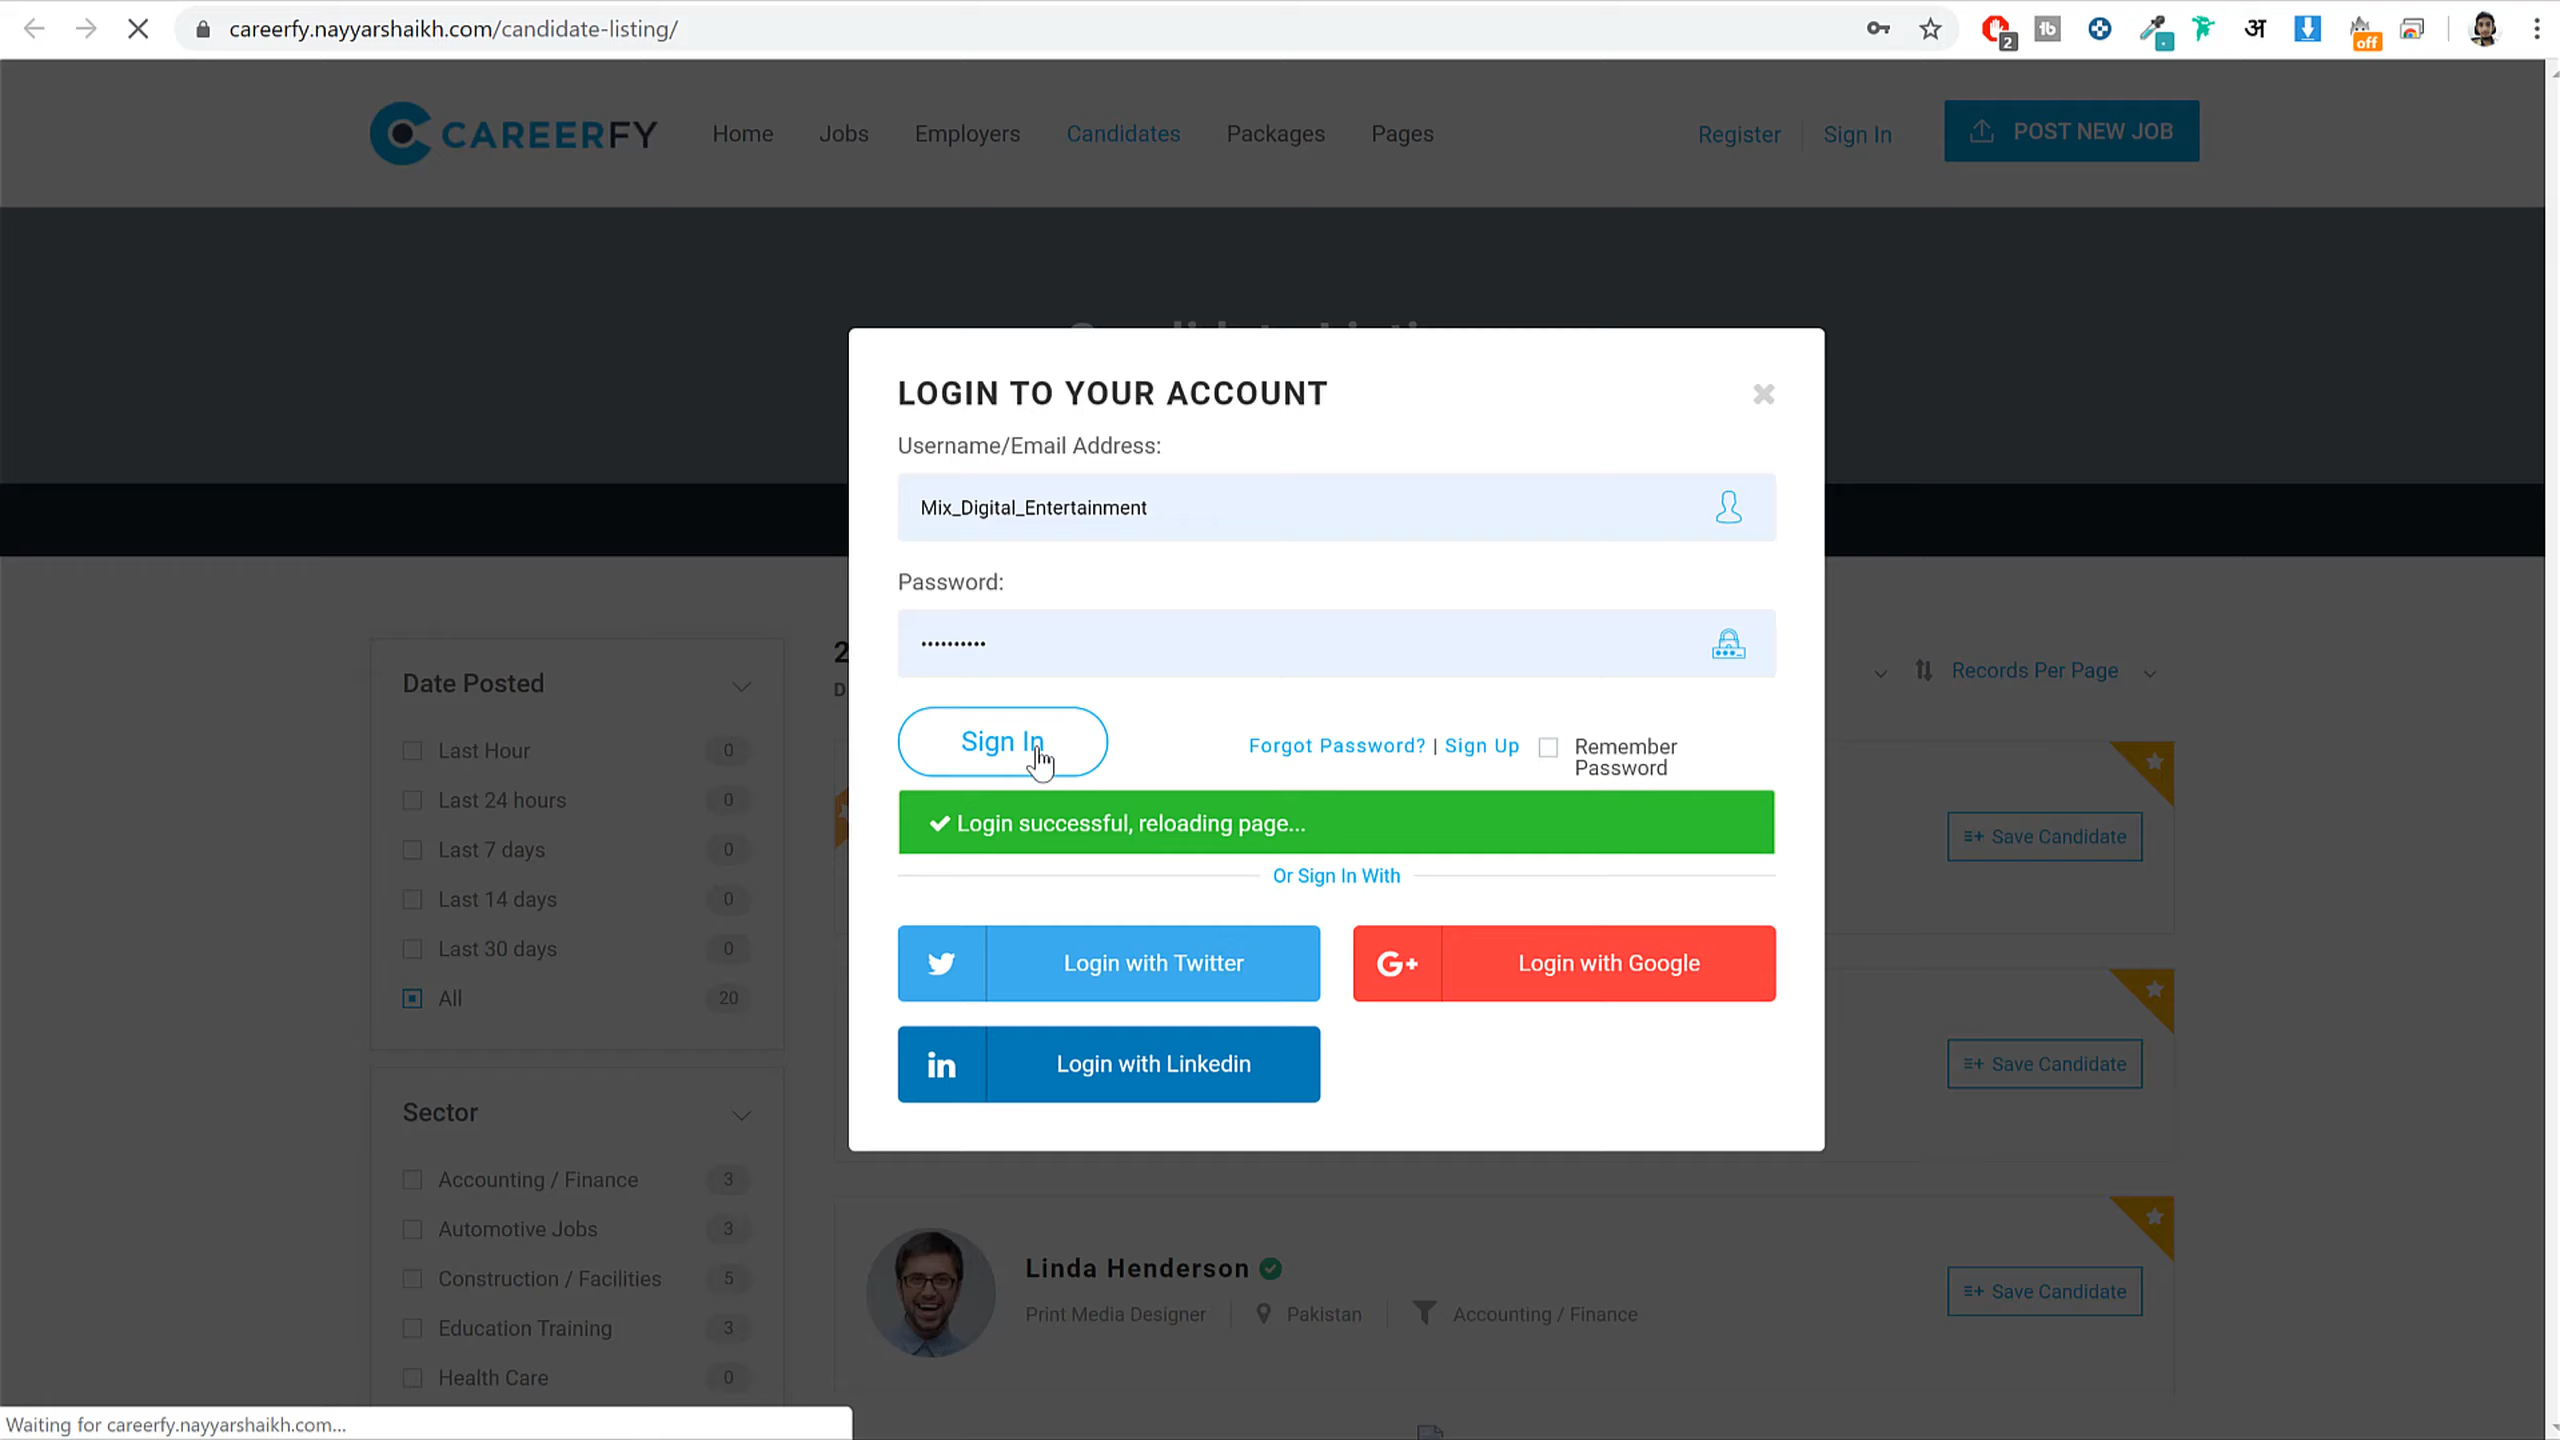 careerfy.nayyarshaikh.com/candidate-listing/
2
tb
अ
off
CAREERFY
Home
Jobs
Employers
Candidates
Packages
Pages
Register
Sign In
POST NEW JOB
LOGIN TO YOUR ACCOUNT
Username/Email Address:
Mix_Digital_Entertainment
Password:
••••••••••
Sign In
Forgot Password? | Sign Up
Remember
Password
✔ Login successful, reloading page...
Or Sign In With
Login with Twitter
G+ Login with Google
in Login with Linkedin
Date Posted
Last Hour 0
Last 24 hours 0
Last 7 days 0
Last 14 days 0
Last 30 days 0
All 20
Sector
Accounting / Finance 3
Automotive Jobs 3
Construction / Facilities 5
Education Training 3
Health Care 0
2
D
Records Per Page
Save Candidate
Save Candidate
Linda Henderson
Print Media Designer
Pakistan
Accounting / Finance
Save Candidate
Waiting for careerfy.nayyarshaikh.com...